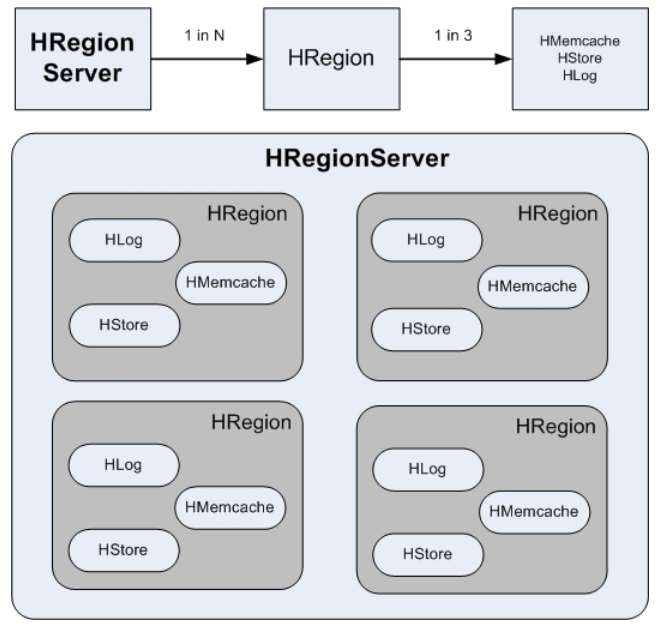 HRegion
Server
1 in N
HRegion
1 in 3
HMemcache
HStore
HLog
HRegionServer
HRegion
HLog
HMemcache
HStore
HRegion
HLog
HMemcache
HStore
HRegion
HLog
HMemcache
HStore
HRegion
HLog
HMemcache
HStore